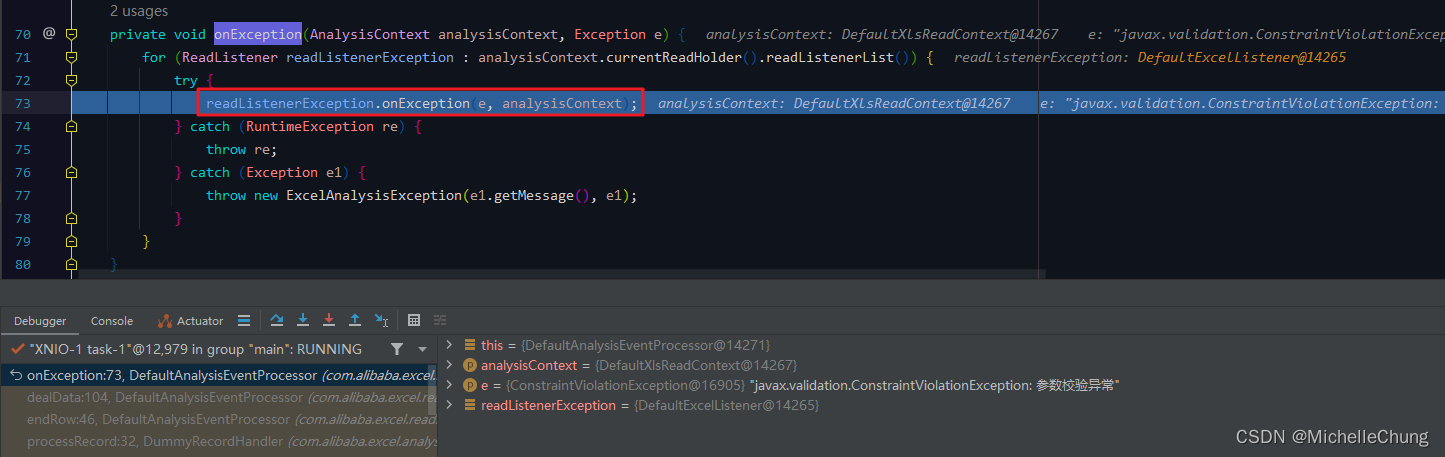 2 usages
70 @ private void onException(AnalysisContext analysisContext, Exception e) { analysisContext: DefaultXlsReadContext@14267 e: "javax.validation.ConstraintViolationExcep
71 for (ReadListener readListenerException : analysisContext.currentReadHolder().readListenerList()) { readListenerException: DefaultExcelListener@14265
72 try {
73 readListenerException.onException(e, analysisContext); analysisContext: DefaultXlsReadContext@14267 e: "javax.validation.ConstraintViolationException:
74 } catch (RuntimeException re) {
75 throw re;
76 } catch (Exception e1) {
77 throw new ExcelAnalysisException(e1.getMessage(), e1);
78 }
79 }
80 }
Debugger Console Actuator
"XNIO-1 task-1"@12,979 in group "main": RUNNING
onException:73, DefaultAnalysisEventProcessor (com.alibaba.excel.
dealData:104, DefaultAnalysisEventProcessor (com.alibaba.excel.rea
endRow:46, DefaultAnalysisEventProcessor (com.alibaba.excel.read.
processRecord:32, DummyRecordHandler (com.alibaba.excel.analys
this = {DefaultAnalysisEventProcessor@14271}
analysisContext = {DefaultXlsReadContext@14267}
e = {ConstraintViolationException@16905} "javax.validation.ConstraintViolationException: 参数校验异常"
readListenerException = {DefaultExcelListener@14265}
CSDN @MichelleChung